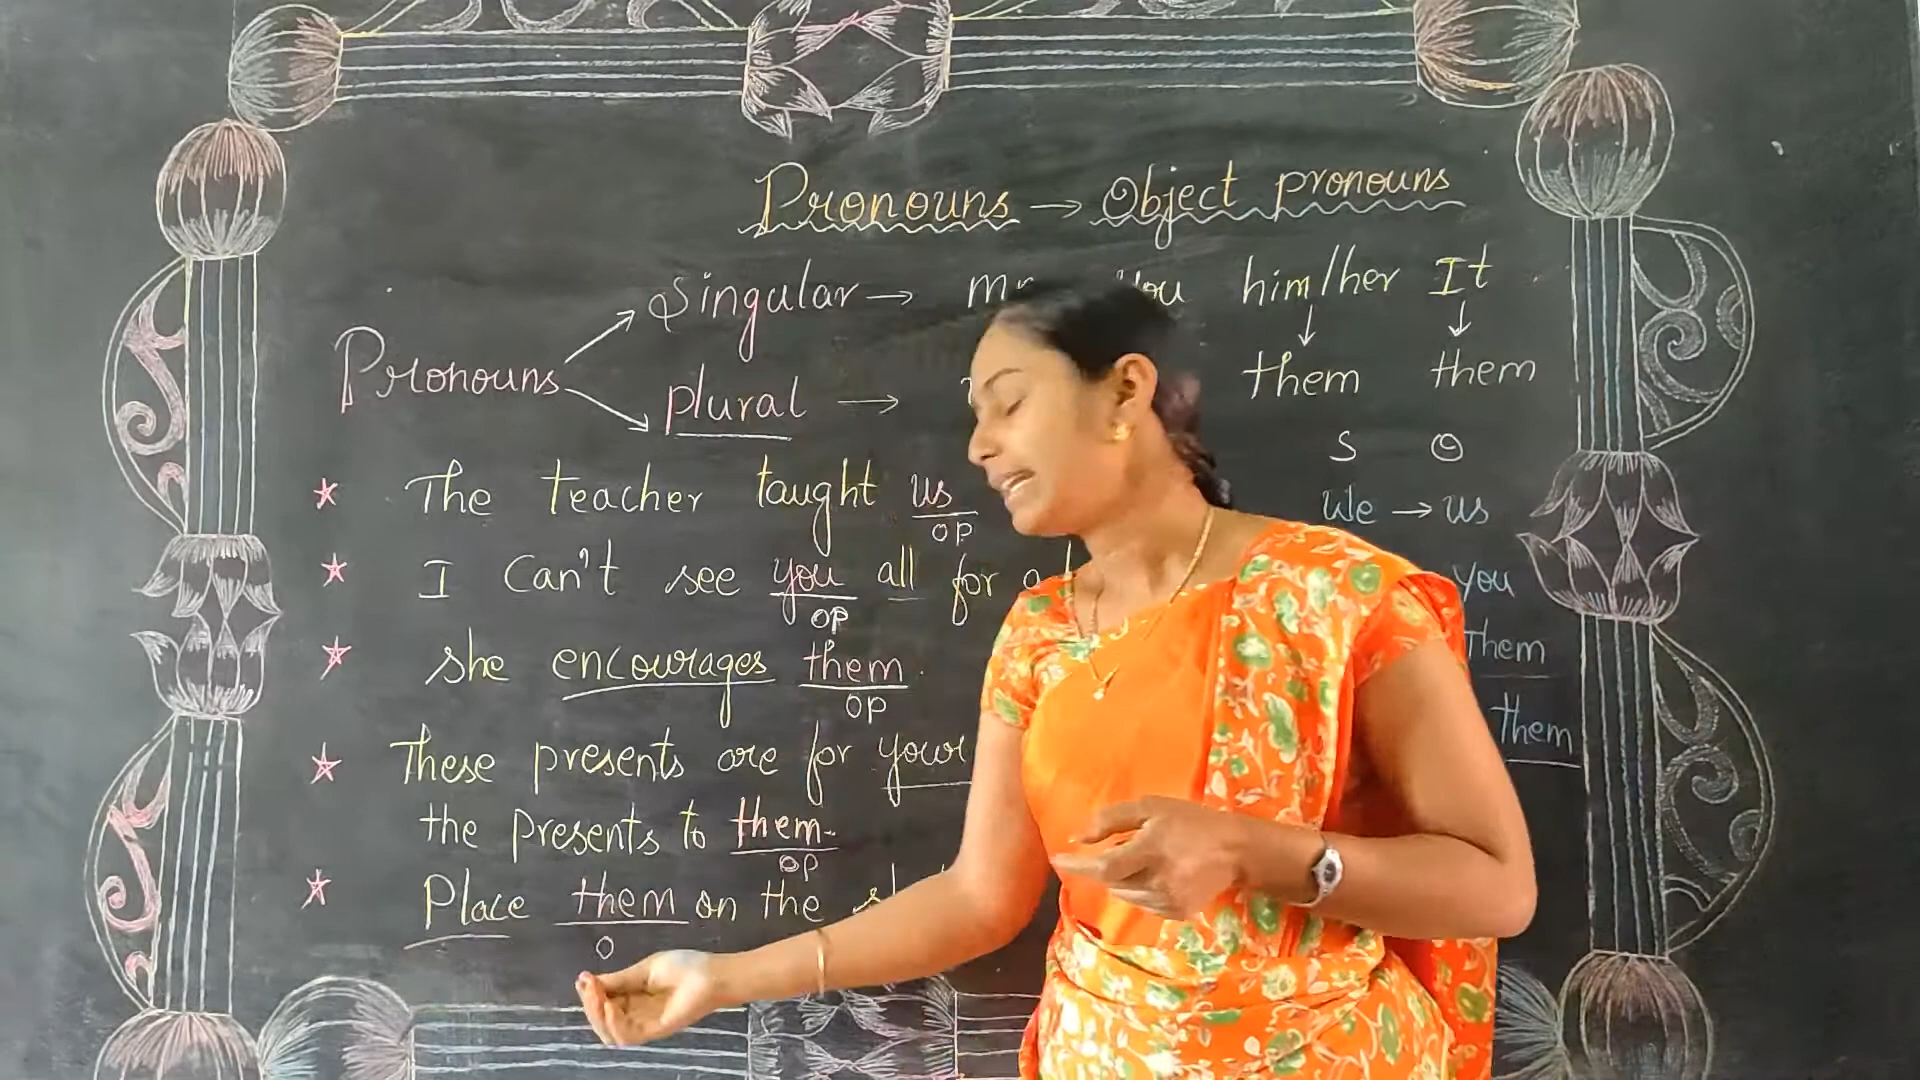 Pronouns → Object pronouns
Singular → him/her It
Pronouns
plural → them them
S O
* The teacher taught us
OP
We → us
* I Can't see you all for a
OP
you
* she encourages them.
OP
Them
* These presents are for
them
the presents to them.
OP
* Place them on the
O